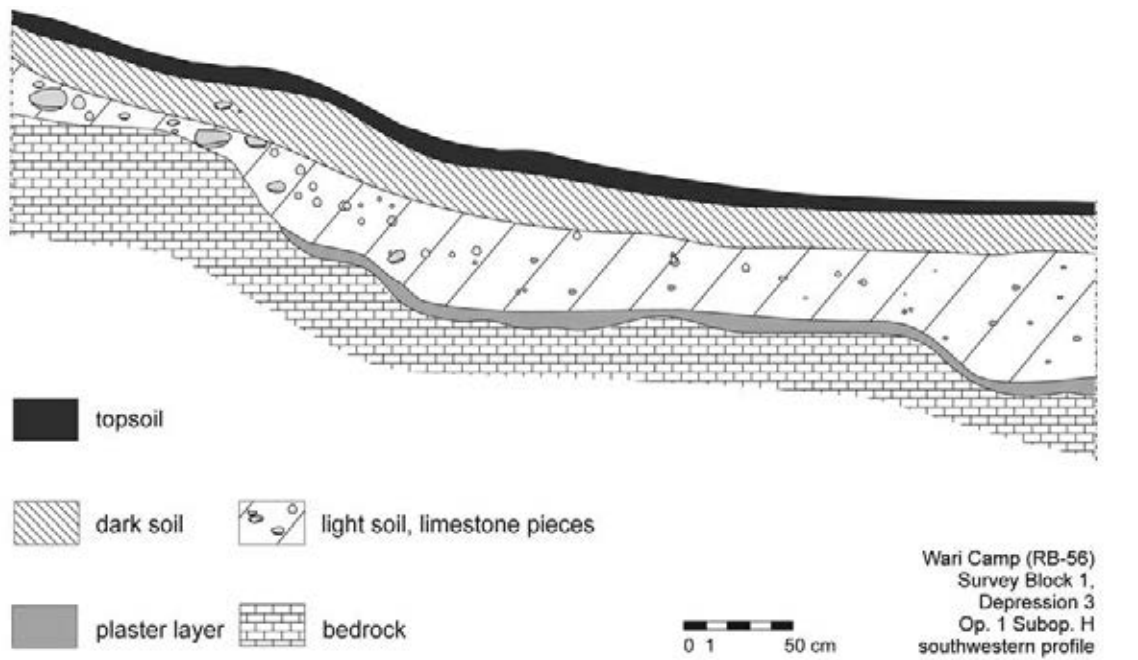 topsoil
dark soil
light soil, limestone pieces
plaster layer
bedrock
0 1 50 cm
Wari Camp (RB-56)
Survey Block 1,
Depression 3
Op. 1 Subop. H
southwestern profile